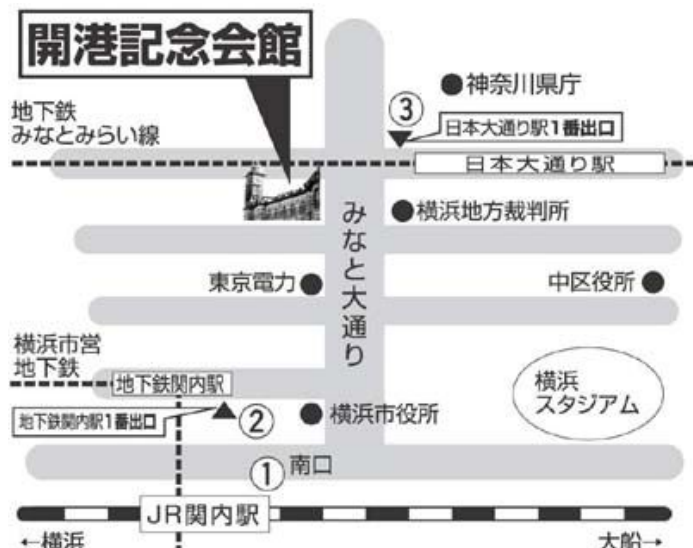 開港記念会館
神奈川県庁
地下鉄
みなとみらい線
③
日本大通り駅1番出口
日本大通り駅
みなと大通り
横浜地方裁判所
東京電力
中区役所
横浜市営
地下鉄
地下鉄関内駅
地下鉄関内駅1番出口
②
横浜市役所
横浜
スタジアム
①
南口
JR関内駅
←横浜
大船→